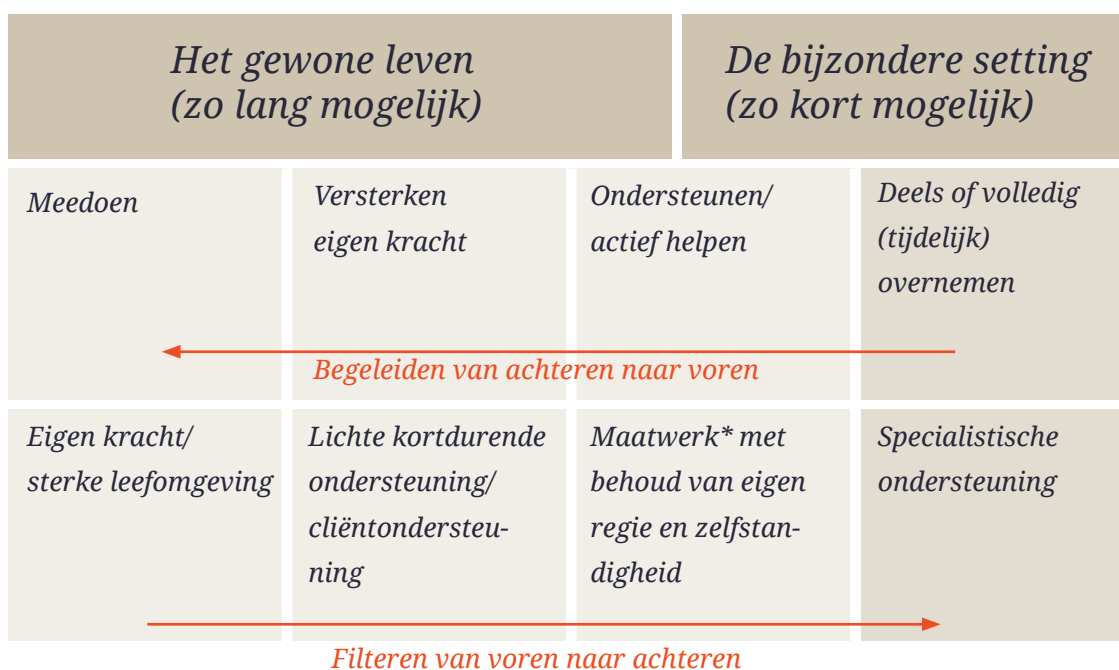 Het gewone leven
(zo lang mogelijk)
De bijzondere setting
(zo kort mogelijk)
Meedoen
Versterken
eigen kracht
Ondersteunen/
actief helpen
Deels of volledig
(tijdelijk)
overnemen
Begeleiden van achteren naar voren
Eigen kracht/
sterke leefomgeving
Lichte kortdurende
ondersteuning/
cliëntondersteu-
ning
Maatwerk* met
behoud van eigen
regie en zelfstan-
digheid
Specialistische
ondersteuning
Filteren van voren naar achteren